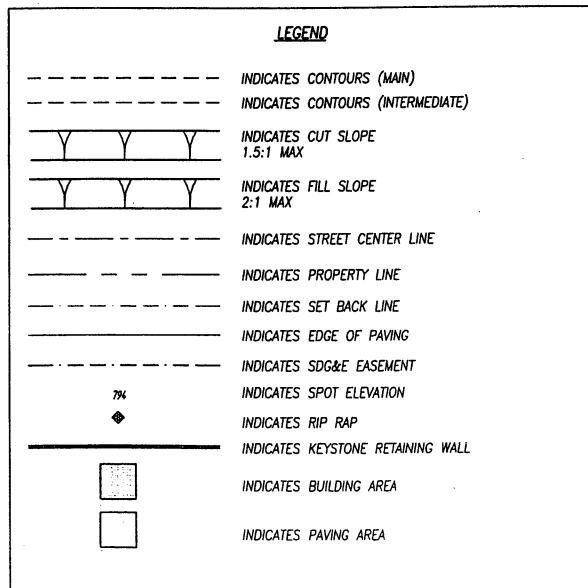 LEGEND
INDICATES CONTOURS (MAIN)
INDICATES CONTOURS (INTERMEDIATE)
INDICATES CUT SLOPE
1.5:1 MAX
INDICATES FILL SLOPE
2:1 MAX
INDICATES STREET CENTER LINE
INDICATES PROPERTY LINE
INDICATES SET BACK LINE
INDICATES EDGE OF PAVING
INDICATES SDG&E EASEMENT
794 INDICATES SPOT ELEVATION
INDICATES RIP RAP
INDICATES KEYSTONE RETAINING WALL
INDICATES BUILDING AREA
INDICATES PAVING AREA